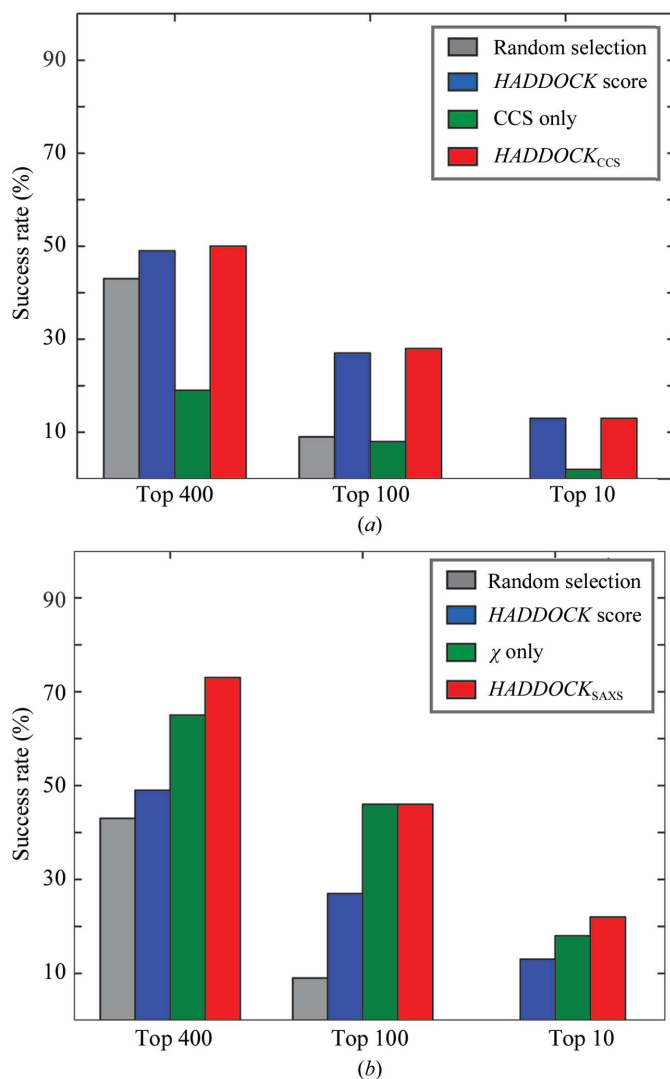 90
70
50
30
10
Success rate (%)
Random selection
HADDOCK score
CCS only
HADDOCKCCS
Top 400 Top 100 Top 10
(a)
90
70
50
30
10
Success rate (%)
Random selection
HADDOCK score
χ only
HADDOCKSAXS
Top 400 Top 100 Top 10
(b)